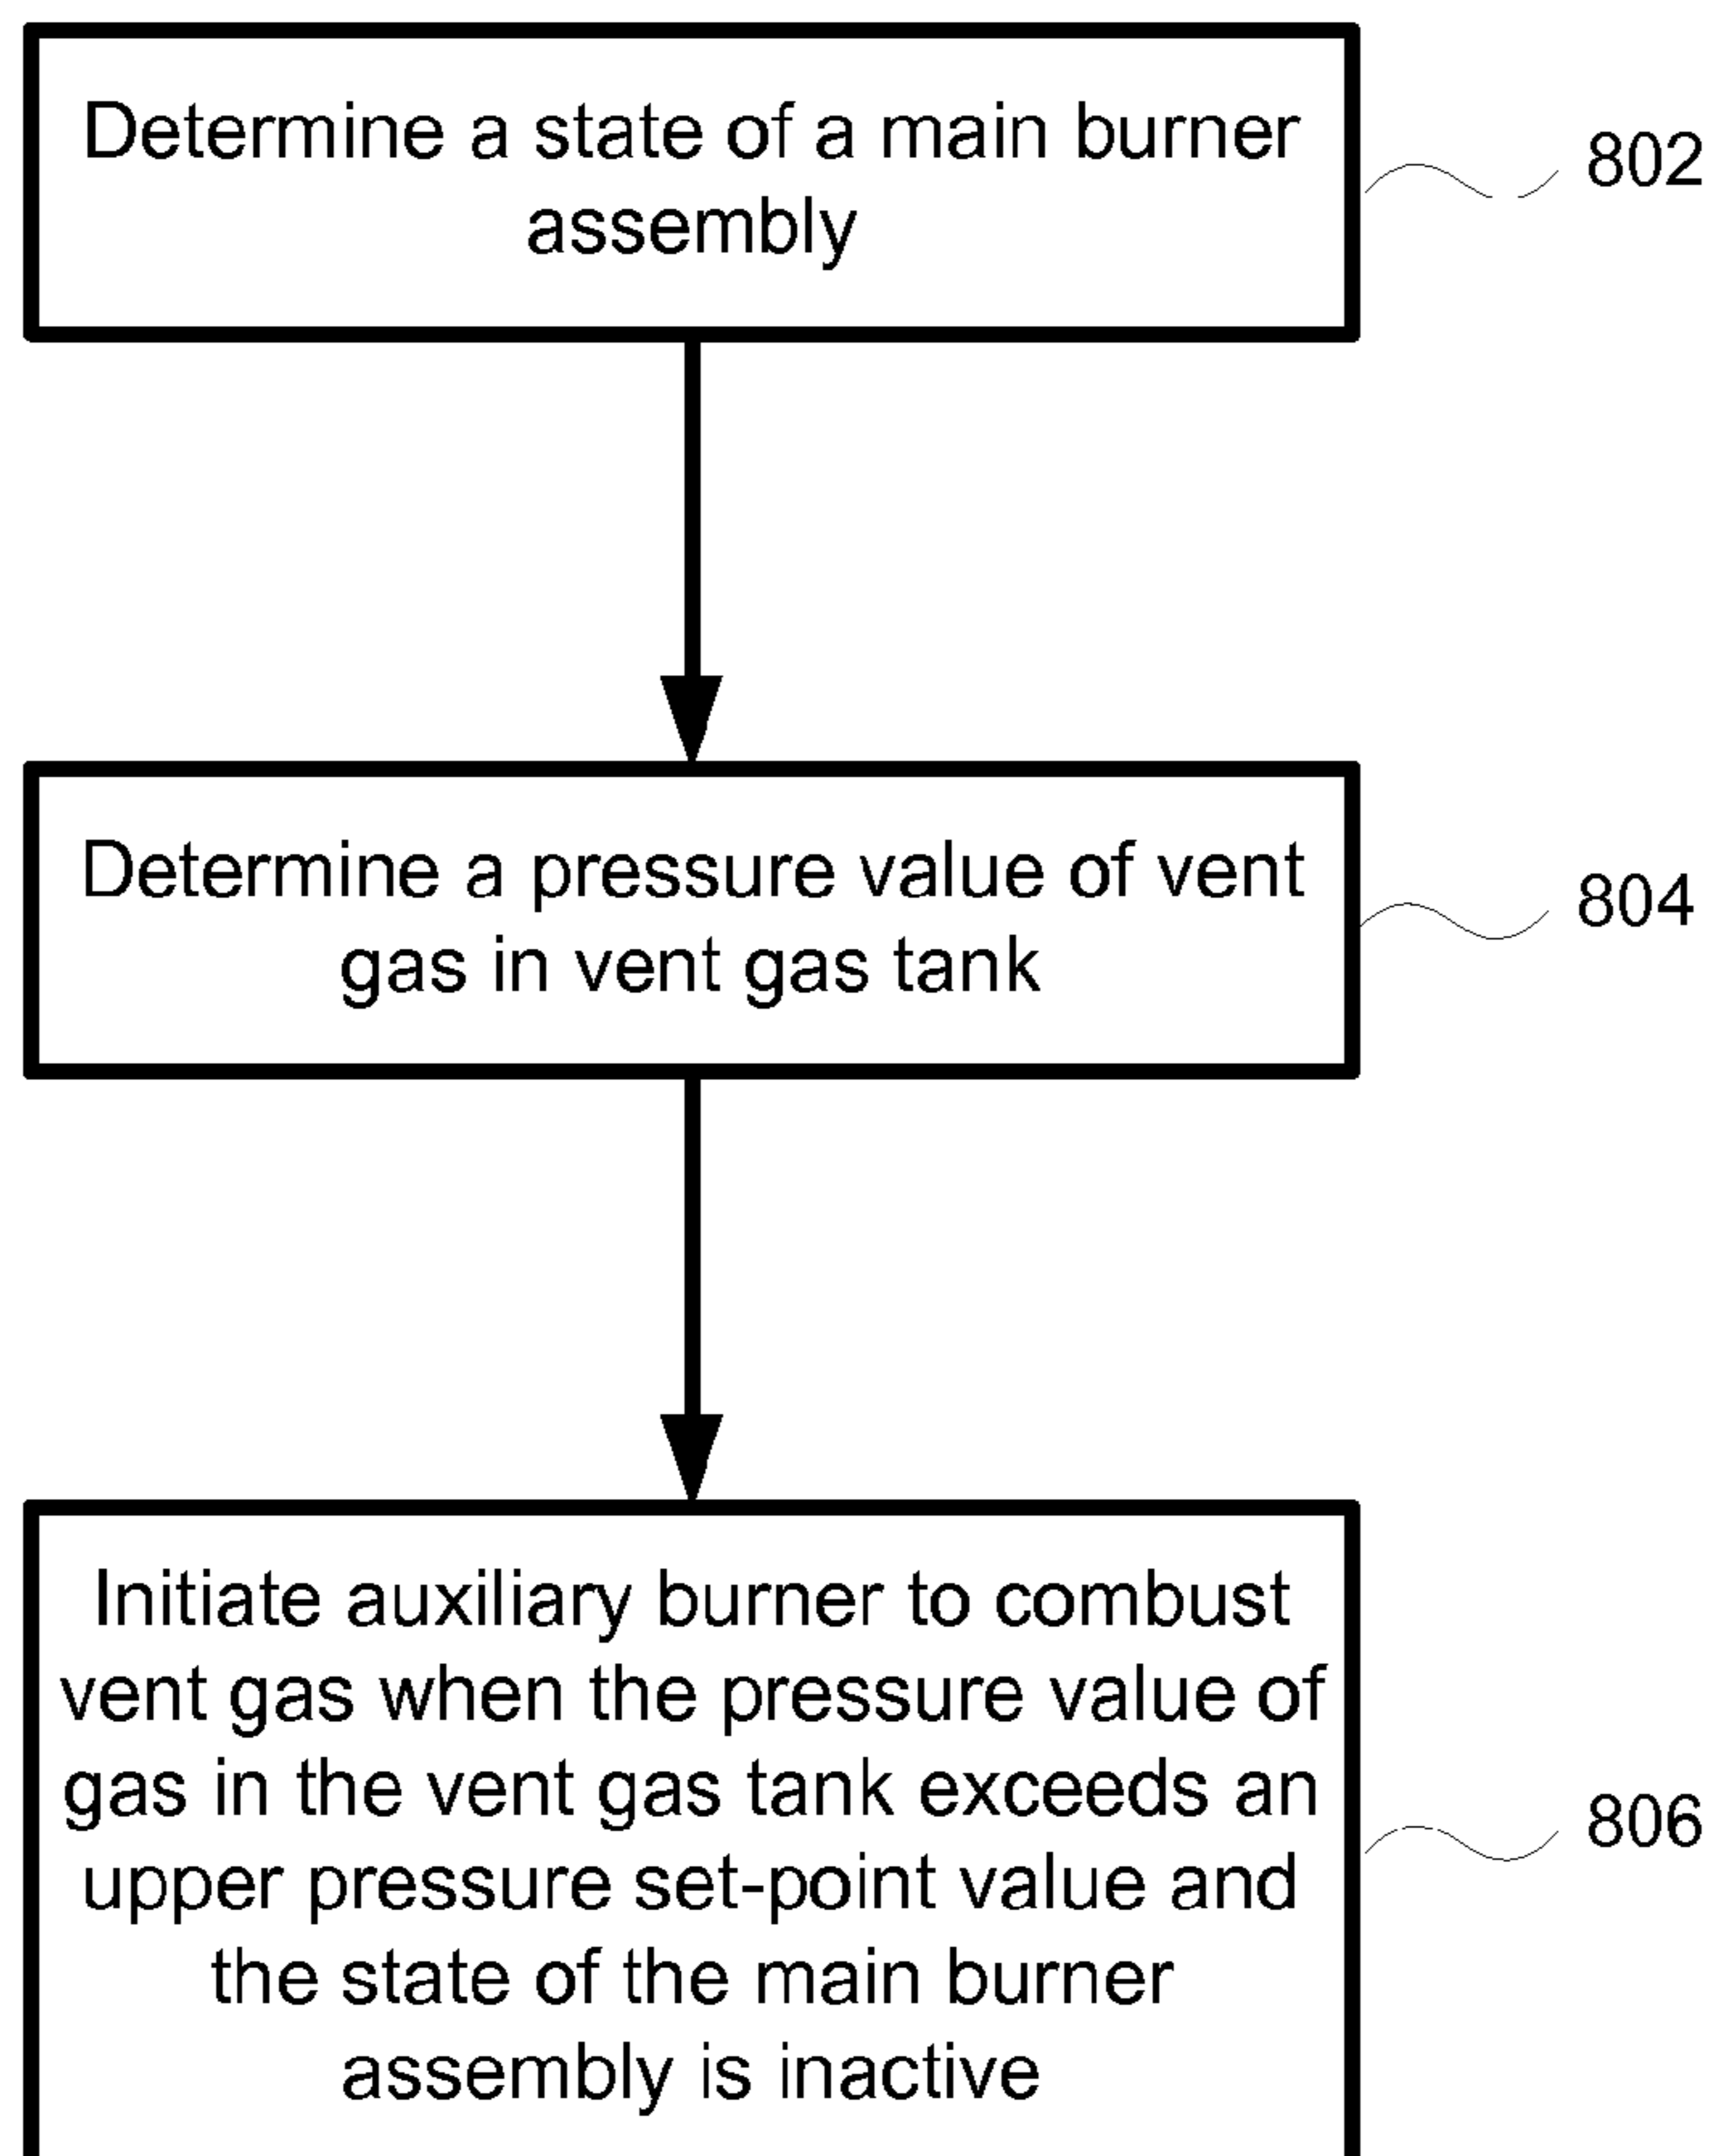 Determine a state of a main burner
assembly
802
Determine a pressure value of vent
gas in vent gas tank
804
Initiate auxiliary burner to combust
vent gas when the pressure value of
gas in the vent gas tank exceeds an
upper pressure set-point value and
the state of the main burner
assembly is inactive
806